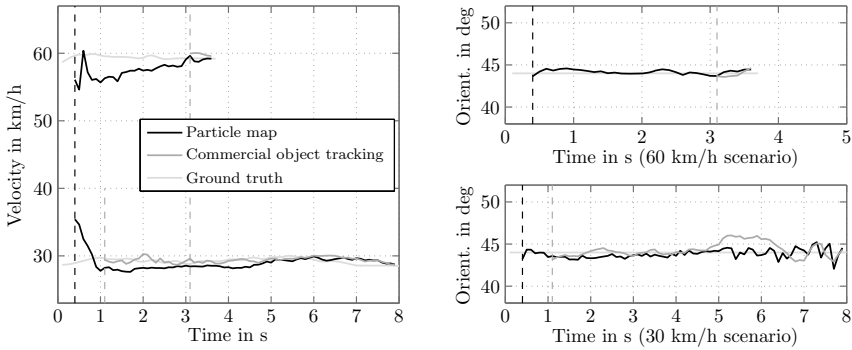 Velocity in km/h
60
50
40
30
Particle map
Commercial object tracking
Ground truth
0 1 2 3 4 5 6 7 8
Time in s
Orient. in deg
50
45
40
0 1 2 3 4 5
Time in s (60 km/h scenario)
Orient. in deg
50
45
40
0 1 2 3 4 5 6 7 8
Time in s (30 km/h scenario)